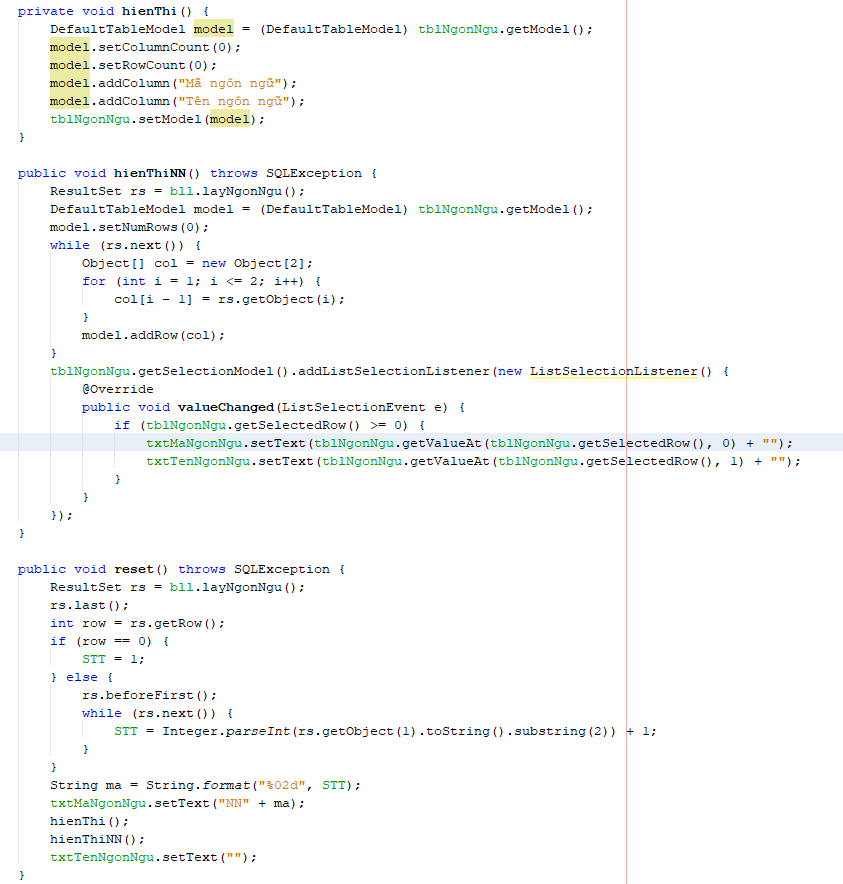 private void hienThi() {
    DefaultTableModel model = (DefaultTableModel) tblNgonNgu.getModel();
    model.setColumnCount(0);
    model.setRowCount(0);
    model.addColumn("Mã ngôn ngữ");
    model.addColumn("Tên ngôn ngữ");
    tblNgonNgu.setModel(model);
}
public void hienThiNN() throws SQLException {
    ResultSet rs = bll.layNgonNgu();
    DefaultTableModel model = (DefaultTableModel) tblNgonNgu.getModel();
    model.setNumRows(0);
    while (rs.next()) {
        Object[] col = new Object[2];
        for (int i = 1; i <= 2; i++) {
            col[i - 1] = rs.getObject(i);
        }
        model.addRow(col);
    }
    tblNgonNgu.getSelectionModel().addListSelectionListener(new ListSelectionListener() {
        @Override
        public void valueChanged(ListSelectionEvent e) {
            if (tblNgonNgu.getSelectedRow() >= 0) {
                txtMaNgonNgu.setText(tblNgonNgu.getValueAt(tblNgonNgu.getSelectedRow(), 0) + "");
                txtTenNgonNgu.setText(tblNgonNgu.getValueAt(tblNgonNgu.getSelectedRow(), 1) + "");
            }
        }
    });
}
public void reset() throws SQLException {
    ResultSet rs = bll.layNgonNgu();
    rs.last();
    int row = rs.getRow();
    if (row == 0) {
        STT = 1;
    } else {
        rs.beforeFirst();
        while (rs.next()) {
            STT = Integer.parseInt(rs.getObject(1).toString().substring(2)) + 1;
        }
    }
    String ma = String.format("%02d", STT);
    txtMaNgonNgu.setText("NN" + ma);
    hienThi();
    hienThiNN();
    txtTenNgonNgu.setText("");
}